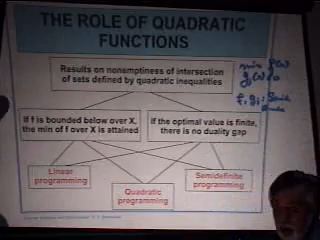 THE ROLE OF QUADRATIC
FUNCTIONS
Results on nonemptiness of intersection
of sets defined by quadratic inequalities
min f(x)
If f is bounded below over X,
the min of f over X is attained
If the optimal value is finite,
there is no duality gap
Linear
programming
Quadratic
programming
Semidefinite
programming